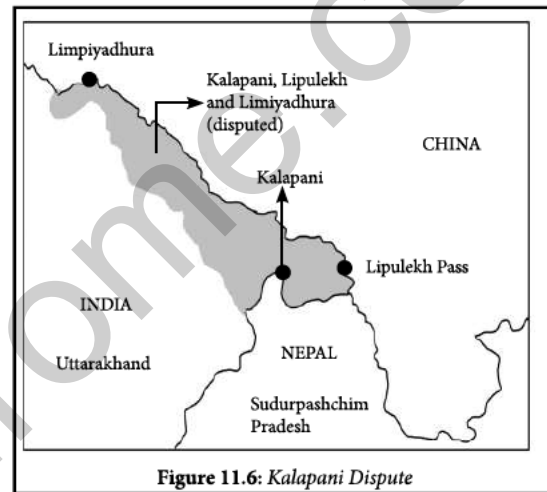 Limpiyadhura
Kalapani, Lipulekh
and Limiyadhura
(disputed)
CHINA
Kalapani
Lipulekh Pass
INDIA
Uttarakhand
NEPAL
Sudurpashchim
Pradesh
Figure 11.6: Kalapani Dispute